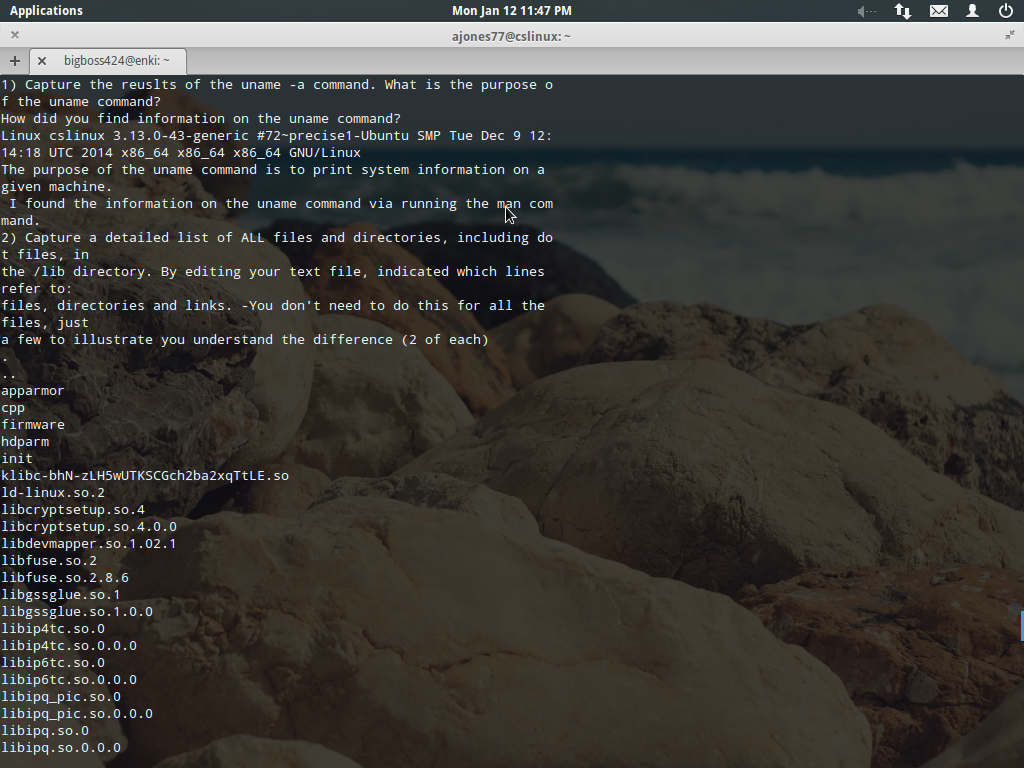 Applications
Mon Jan 12 11:47 PM
ajones77@cslinux: ~
bigboss424@enki: ~
1) Capture the reuslts of the uname -a command. What is the purpose o
f the uname command?
How did you find information on the uname command?
Linux cslinux 3.13.0-43-generic #72~precise1-Ubuntu SMP Tue Dec 9 12:
14:18 UTC 2014 x86_64 x86_64 x86_64 GNU/Linux
The purpose of the uname command is to print system information on a
given machine.
I found the information on the uname command via running the man com
mand.
2) Capture a detailed list of ALL files and directories, including do
t files, in
the /lib directory. By editing your text file, indicated which lines
refer to:
files, directories and links. -You don't need to do this for all the
files, just
a few to illustrate you understand the difference (2 of each)
.
..
apparmor
cpp
firmware
hdparm
init
klibc-bhN-zLH5wUTKSCGch2ba2xqTtLE.so
ld-linux.so.2
libcryptsetup.so.4
libcryptsetup.so.4.0.0
libdevmapper.so.1.02.1
libfuse.so.2
libfuse.so.2.8.6
libgssglue.so.1
libgssglue.so.1.0.0
libip4tc.so.0
libip4tc.so.0.0.0
libip6tc.so.0
libip6tc.so.0.0.0
libipq_pic.so.0
libipq_pic.so.0.0.0
libipq.so.0
libipq.so.0.0.0